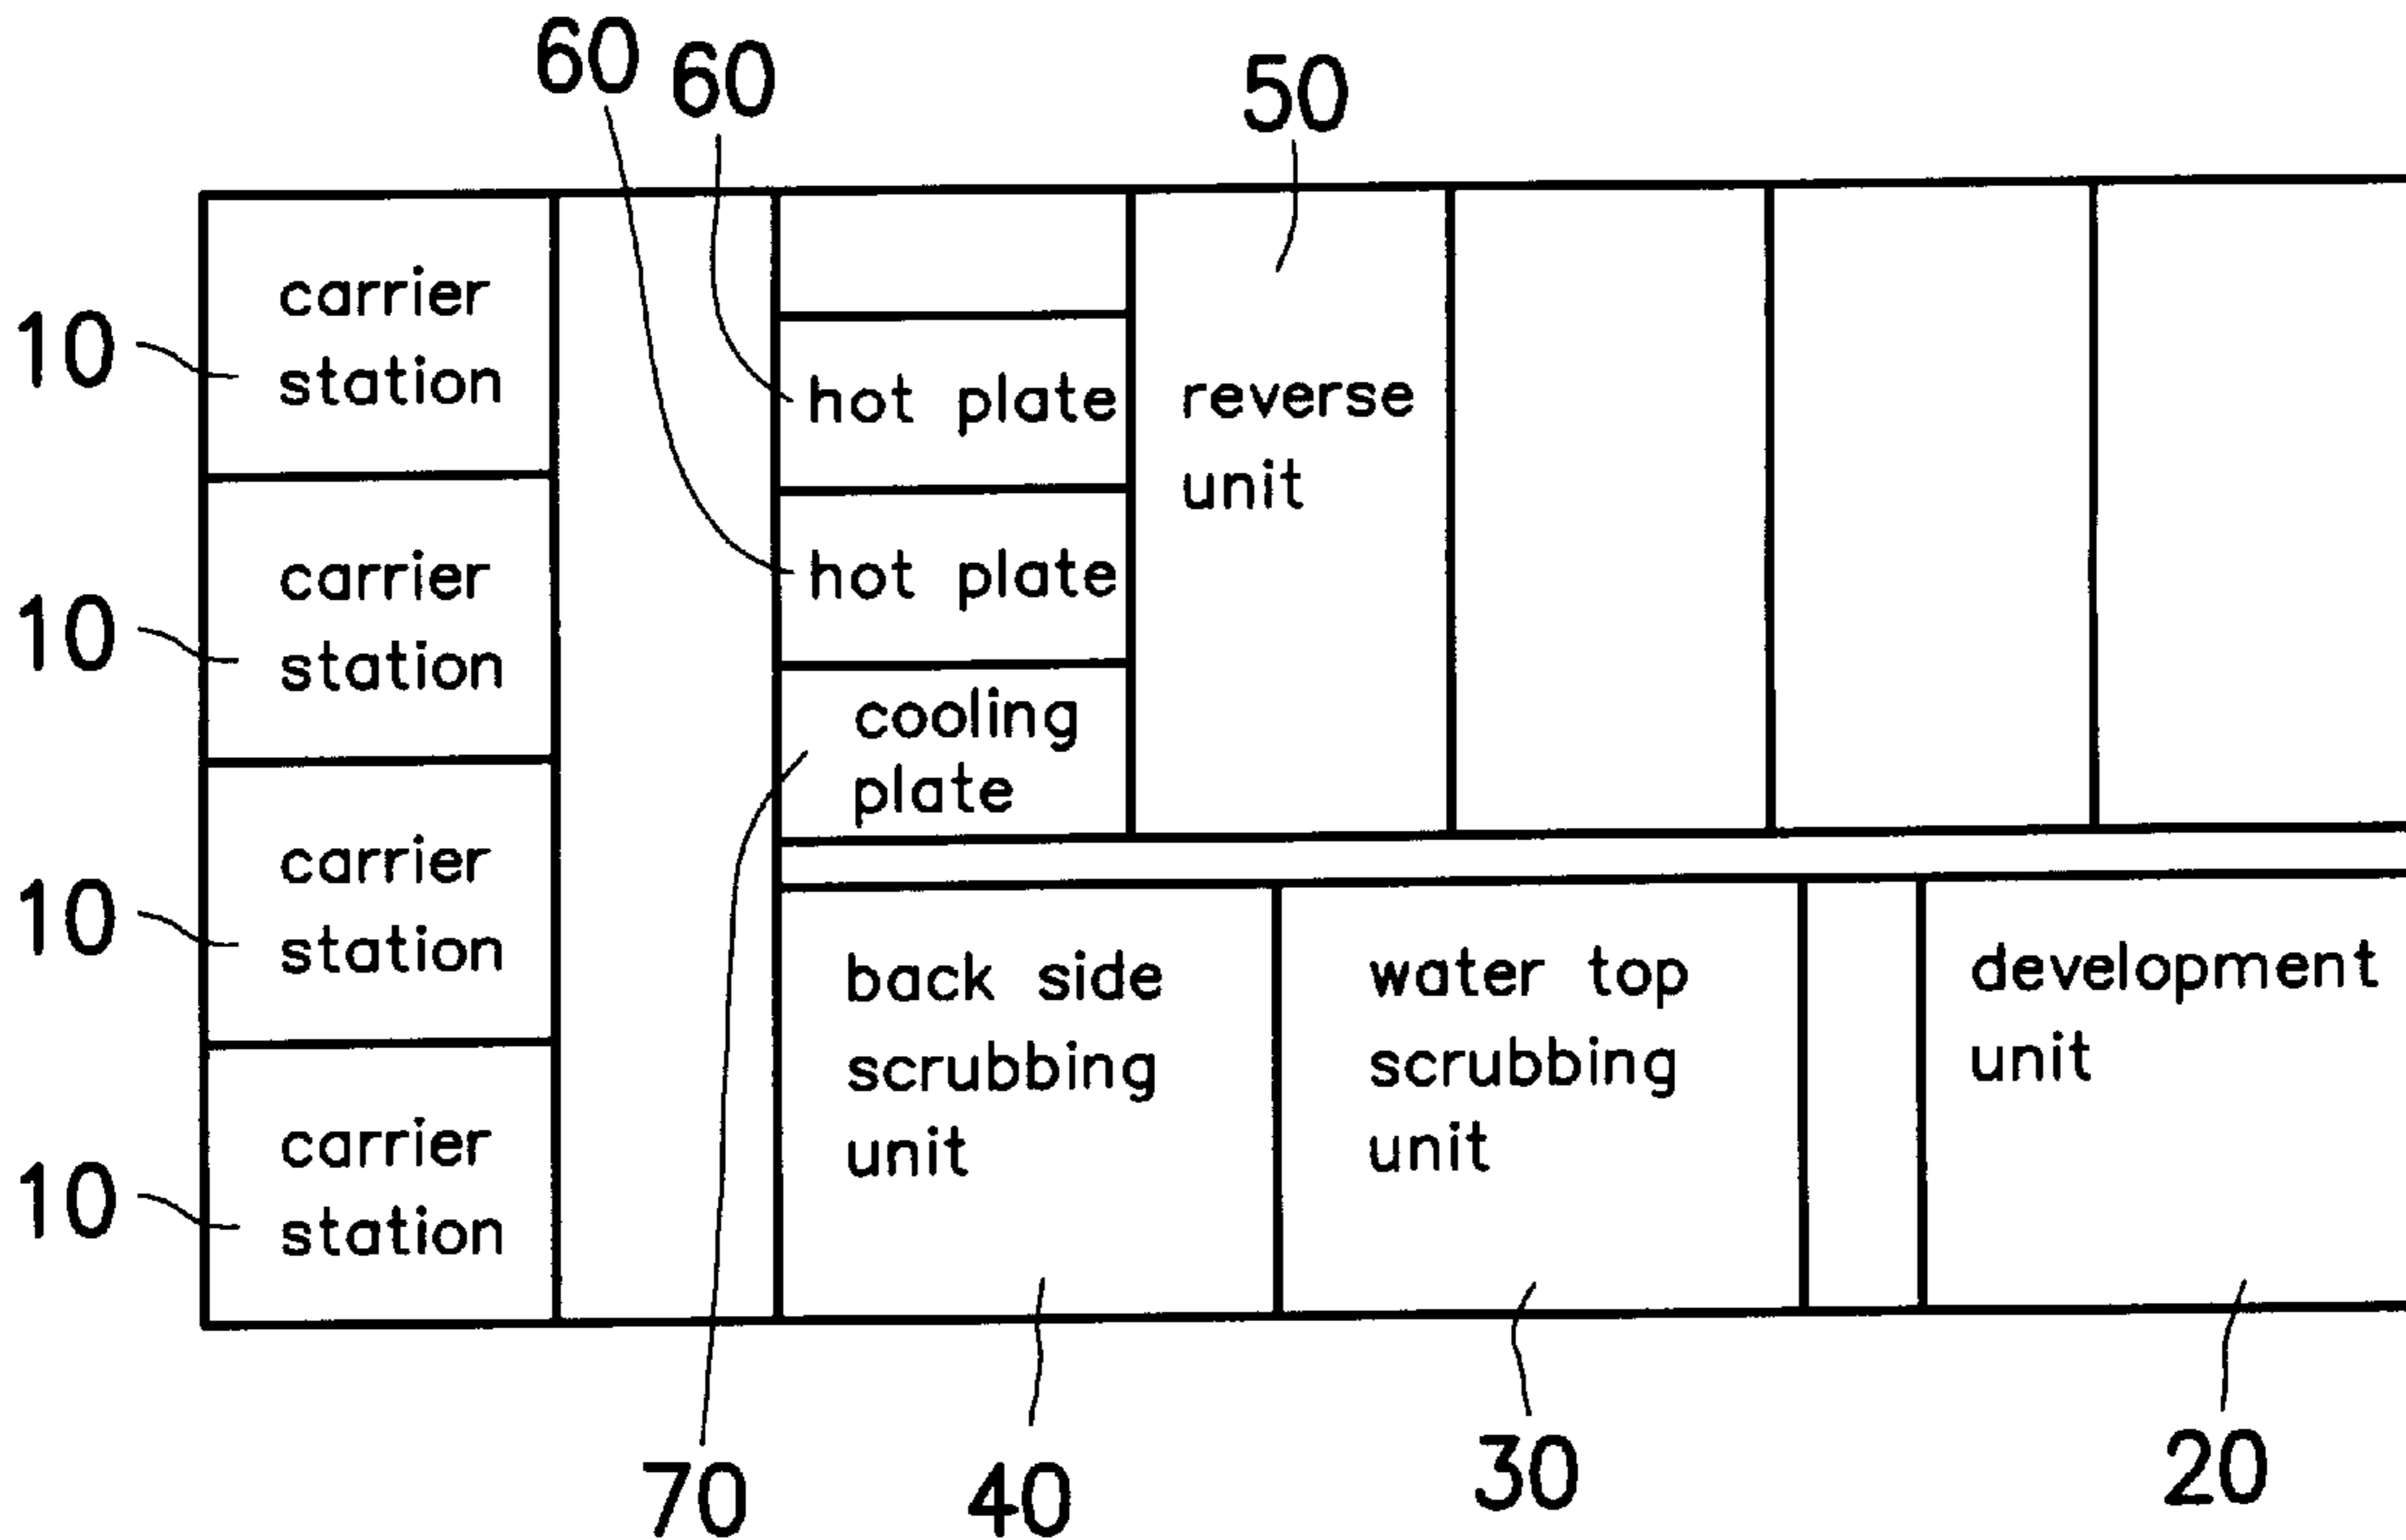 60 60 50
10
carrier
station
hot plate
reverse
unit
10
carrier
station
hot plate
cooling
plate
10
carrier
station
back side
scrubbing
unit
water top
scrubbing
unit
development
unit
10
carrier
station
70 40 30 20